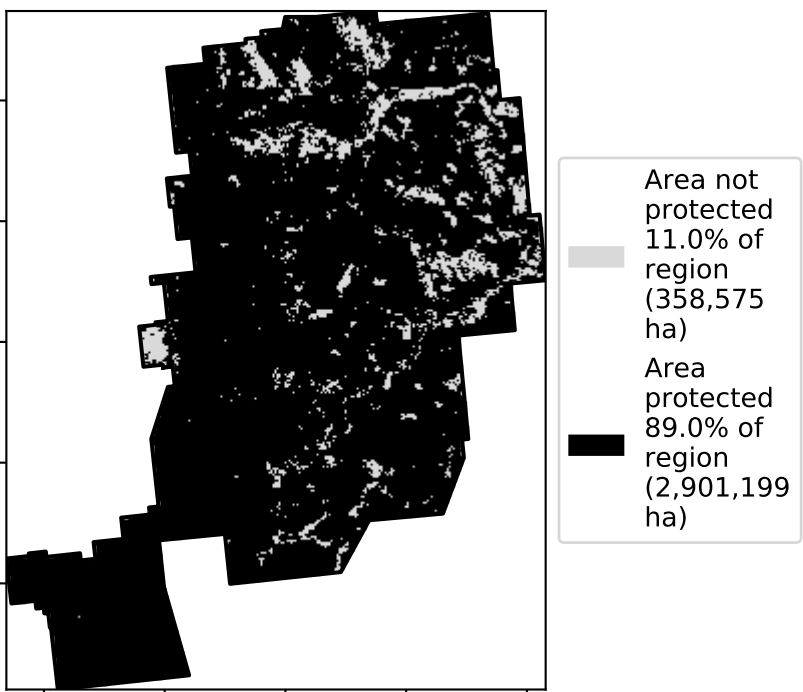 Area not
protected
11.0% of
region
(358,575
ha)
Area
protected
89.0% of
region
(2,901,199
ha)